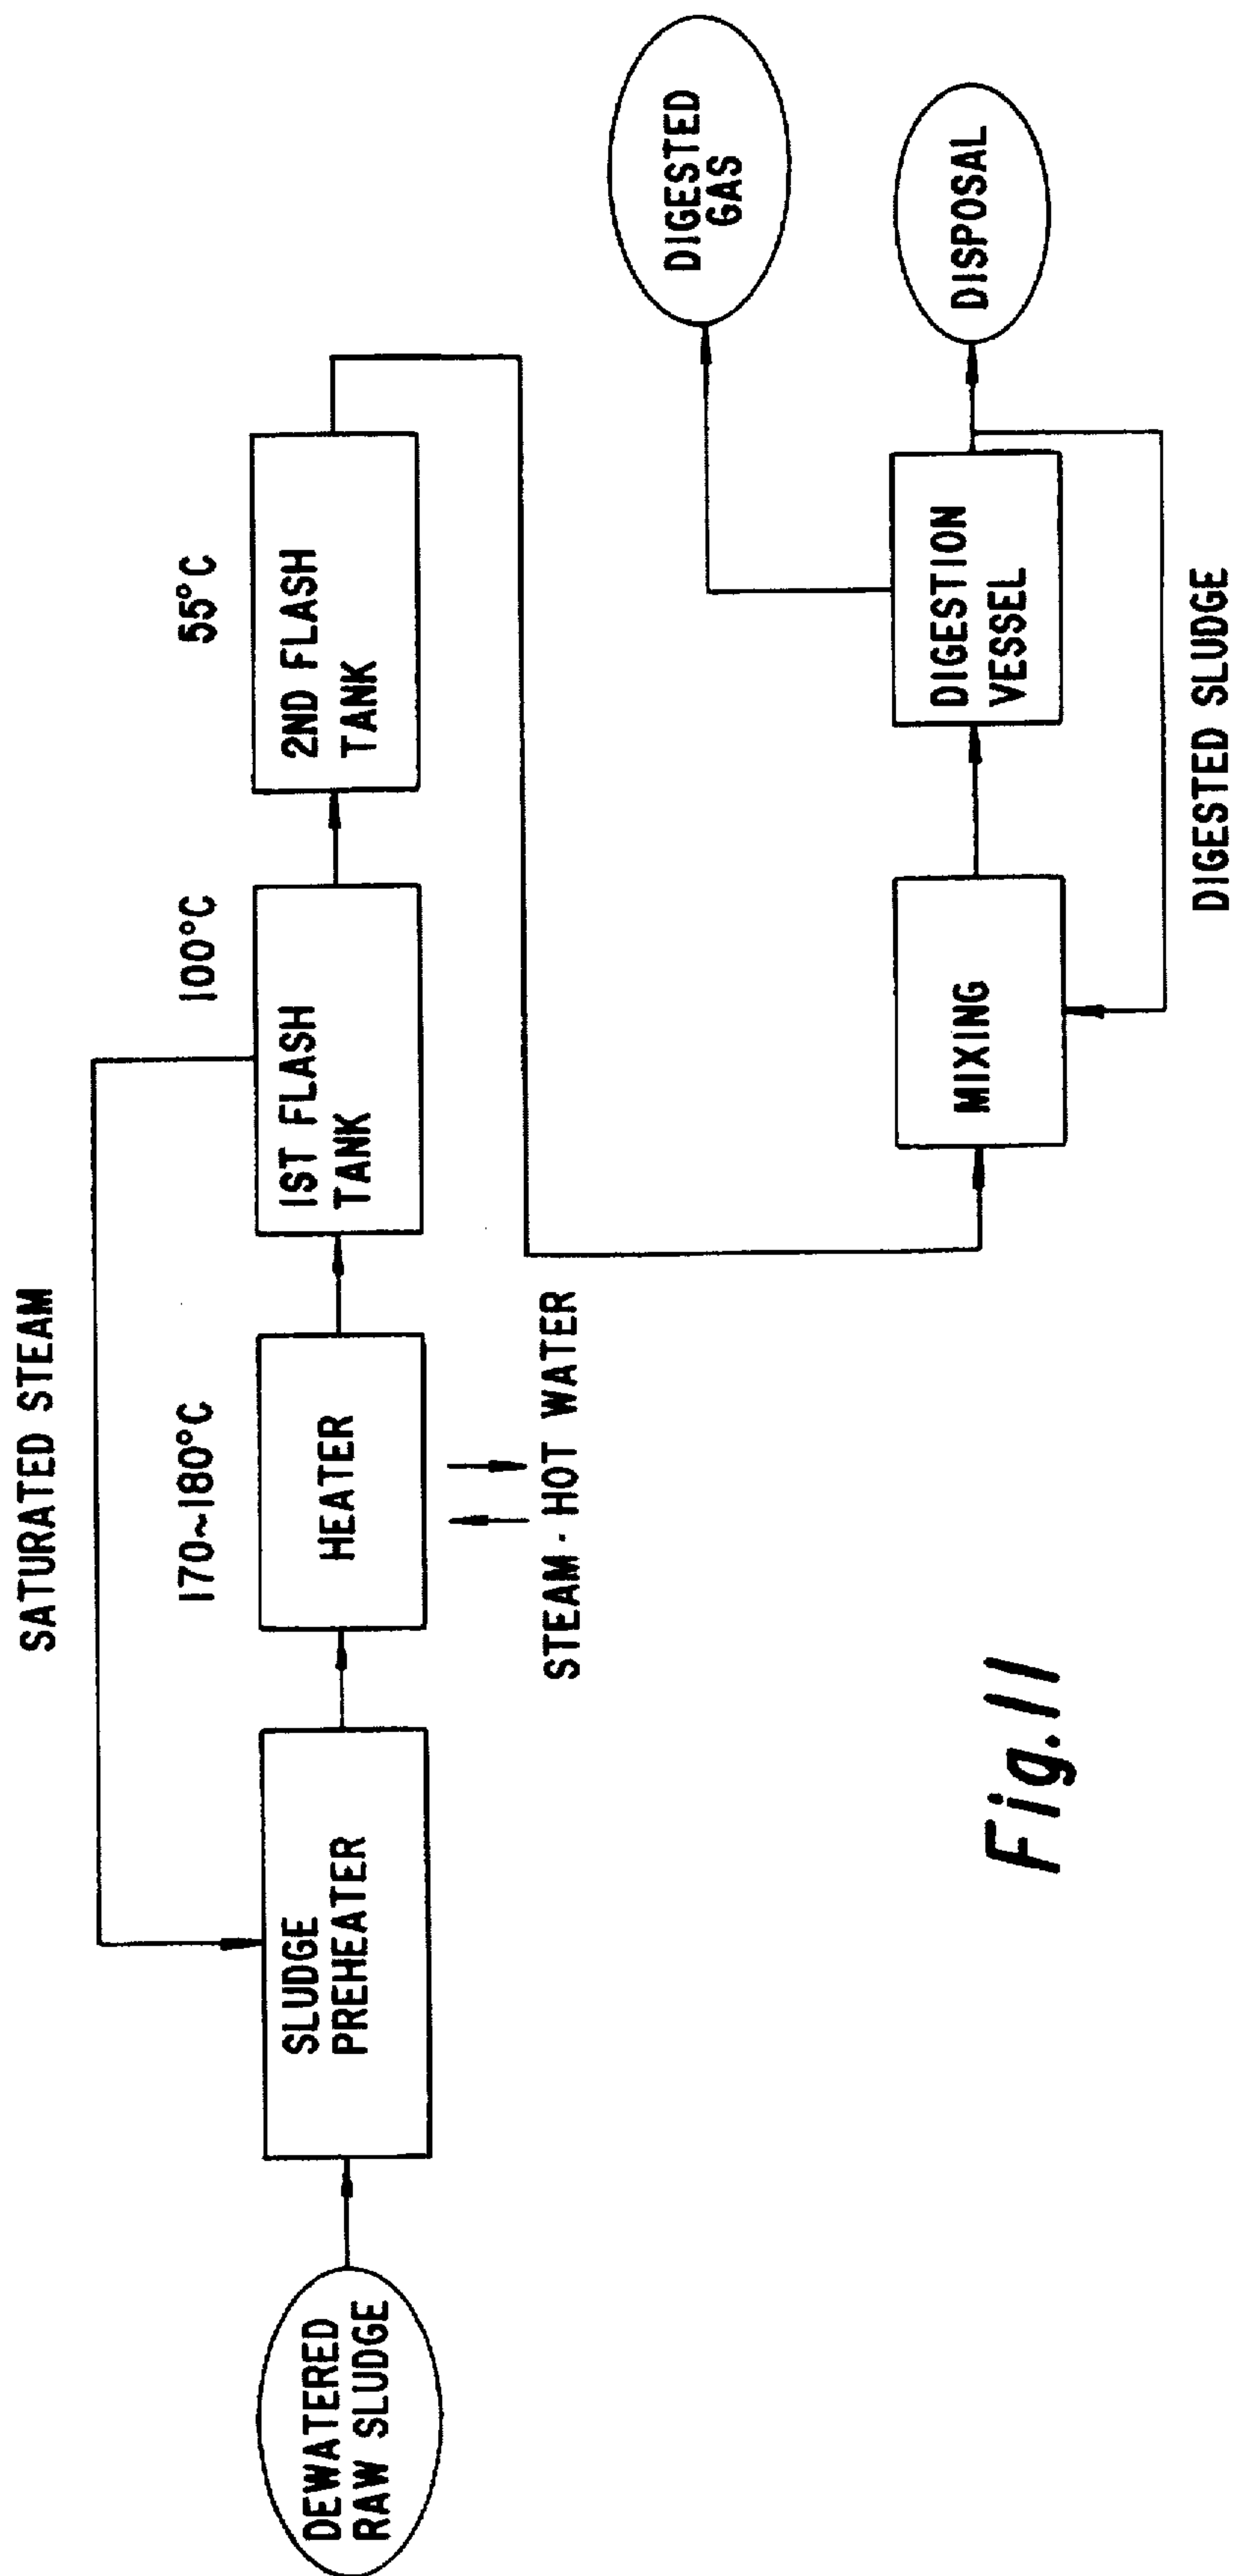 SATURATED STEAM
170~180°C
100°C
55°C
DEWATERED
RAW SLUDGE
SLUDGE
PREHEATER
HEATER
1ST FLASH
TANK
2ND FLASH
TANK
STEAM · HOT WATER
DIGESTED
GAS
MIXING
DIGESTION
VESSEL
DISPOSAL
DIGESTED SLUDGE
Fig. 11